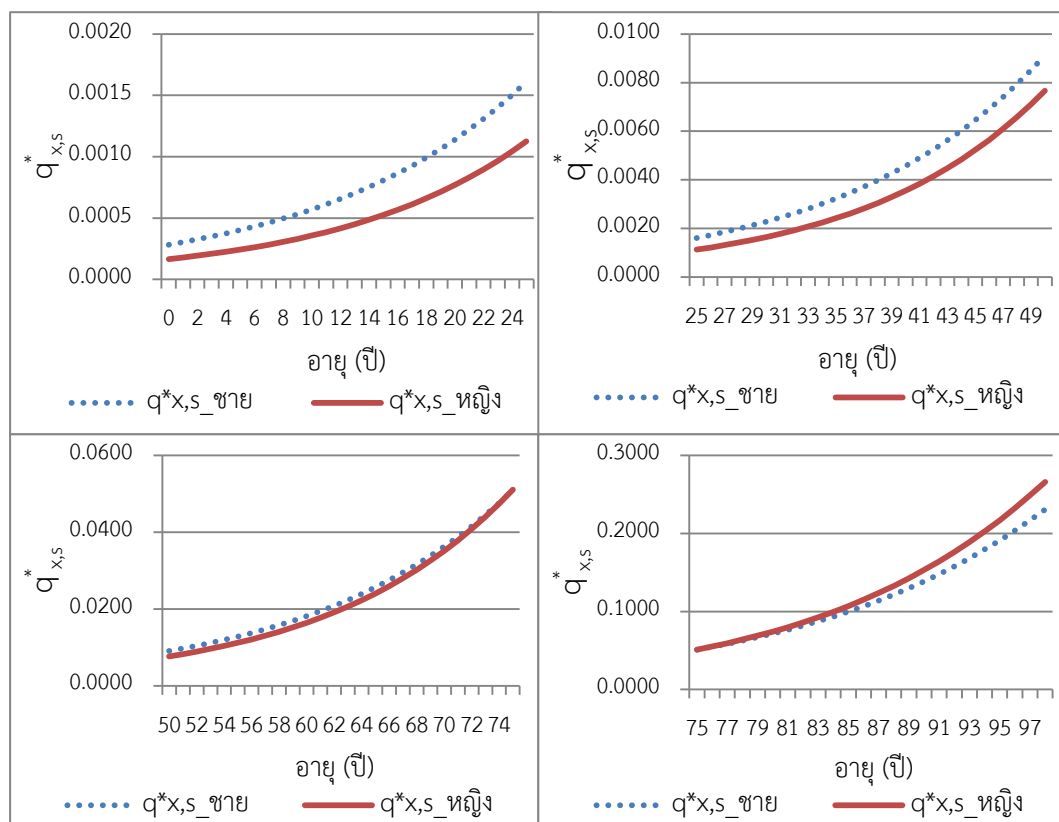 0.0020
0.0015
0.0010
0.0005
0.0000
q*x,s
0 2 4 6 8 10 12 14 16 18 20 22 24
อายุ (ปี)
q*x,s_ชาย q*x,s_หญิง
0.0100
0.0080
0.0060
0.0040
0.0020
0.0000
q*x,s
25 27 29 31 33 35 37 39 41 43 45 47 49
อายุ (ปี)
q*x,s_ชาย q*x,s_หญิง
0.0600
0.0400
0.0200
0.0000
q*x,s
50 52 54 56 58 60 62 64 66 68 70 72 74
อายุ (ปี)
q*x,s_ชาย q*x,s_หญิง
0.3000
0.2000
0.1000
0.0000
q*x,s
75 77 79 81 83 85 87 89 91 93 95 97
อายุ (ปี)
q*x,s_ชาย q*x,s_หญิง